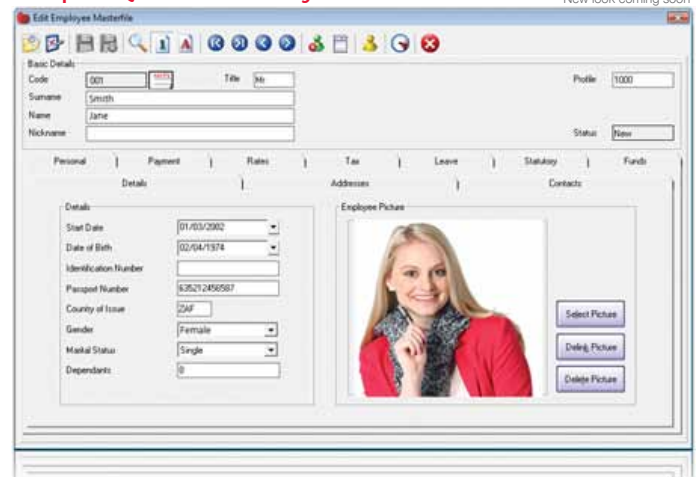 New look coming soon
Edit Employee Masterfile
Basic Details
Code 001 Title Mr Profile 1000
Surname Smith
Name Jane
Nickname Status New
Personal Payment Rates Tax Leave Statutory Funds
Details Addresses Contacts
Details Employee Picture
Start Date 01/03/2002
Date of Birth 02/04/1974
Identification Number
Passport Number 635212456587
Country of Issue ZAF Select Picture
Gender Female
Marital Status Single Delink Picture
Dependants 0 Delete Picture